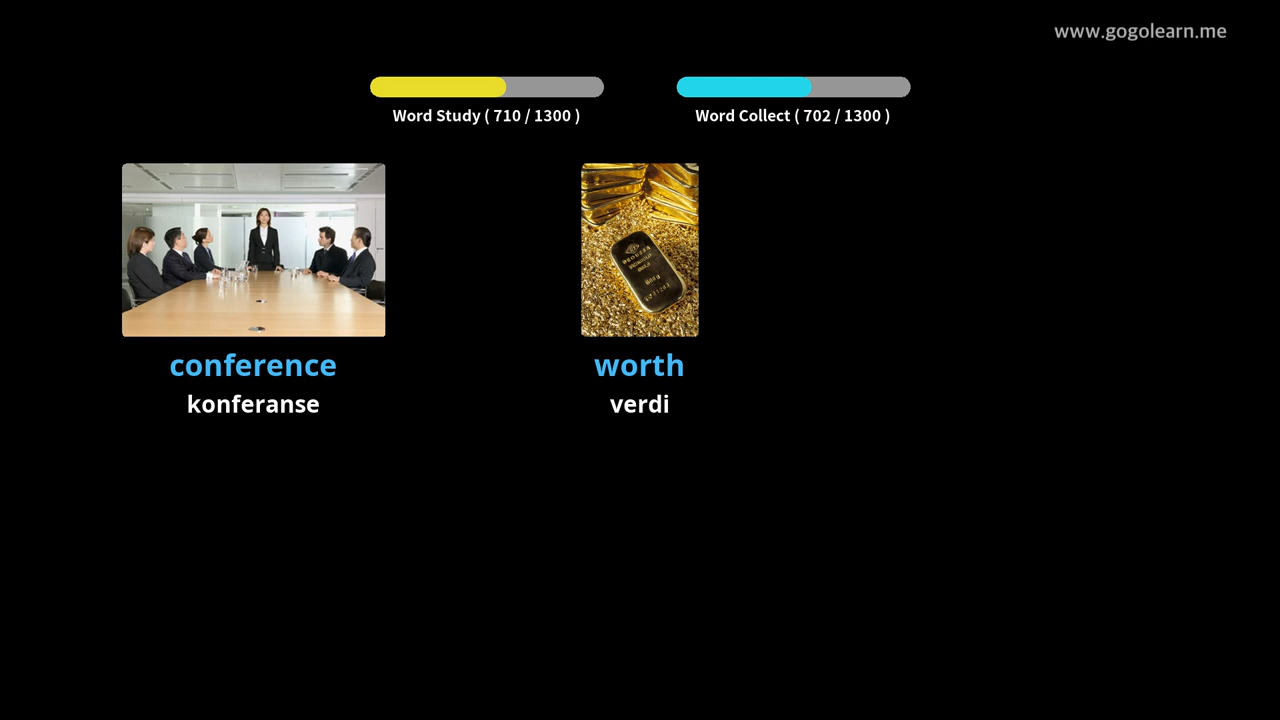 www.gogolearn.me
Word Study ( 710 / 1300 )
Word Collect ( 702 / 1300 )
conference
konferanse
worth
verdi